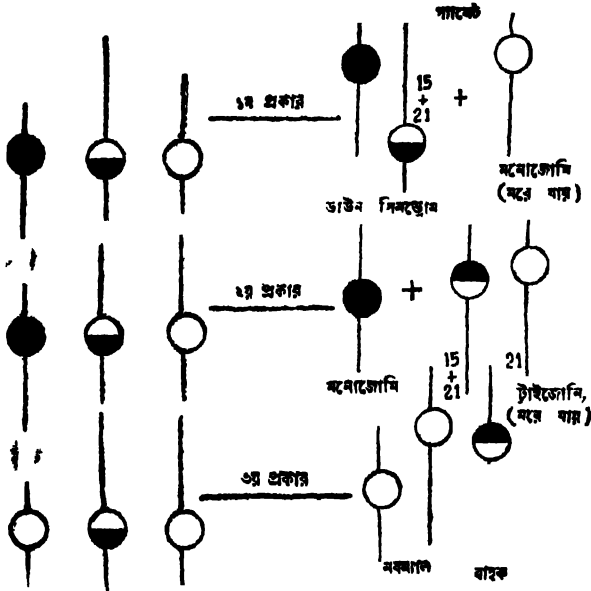 গ্যামেট
১ম প্রকার
15
+
21
+
মনোজোমি
(মরে যায়)
ডাউন সিনড্রোম
২য় প্রকার
+
মনোজোমি
15
+
21
21
ট্রাইজোমি,
(মরে যায়)
৩য় প্রকার
নরমাল
বাহক